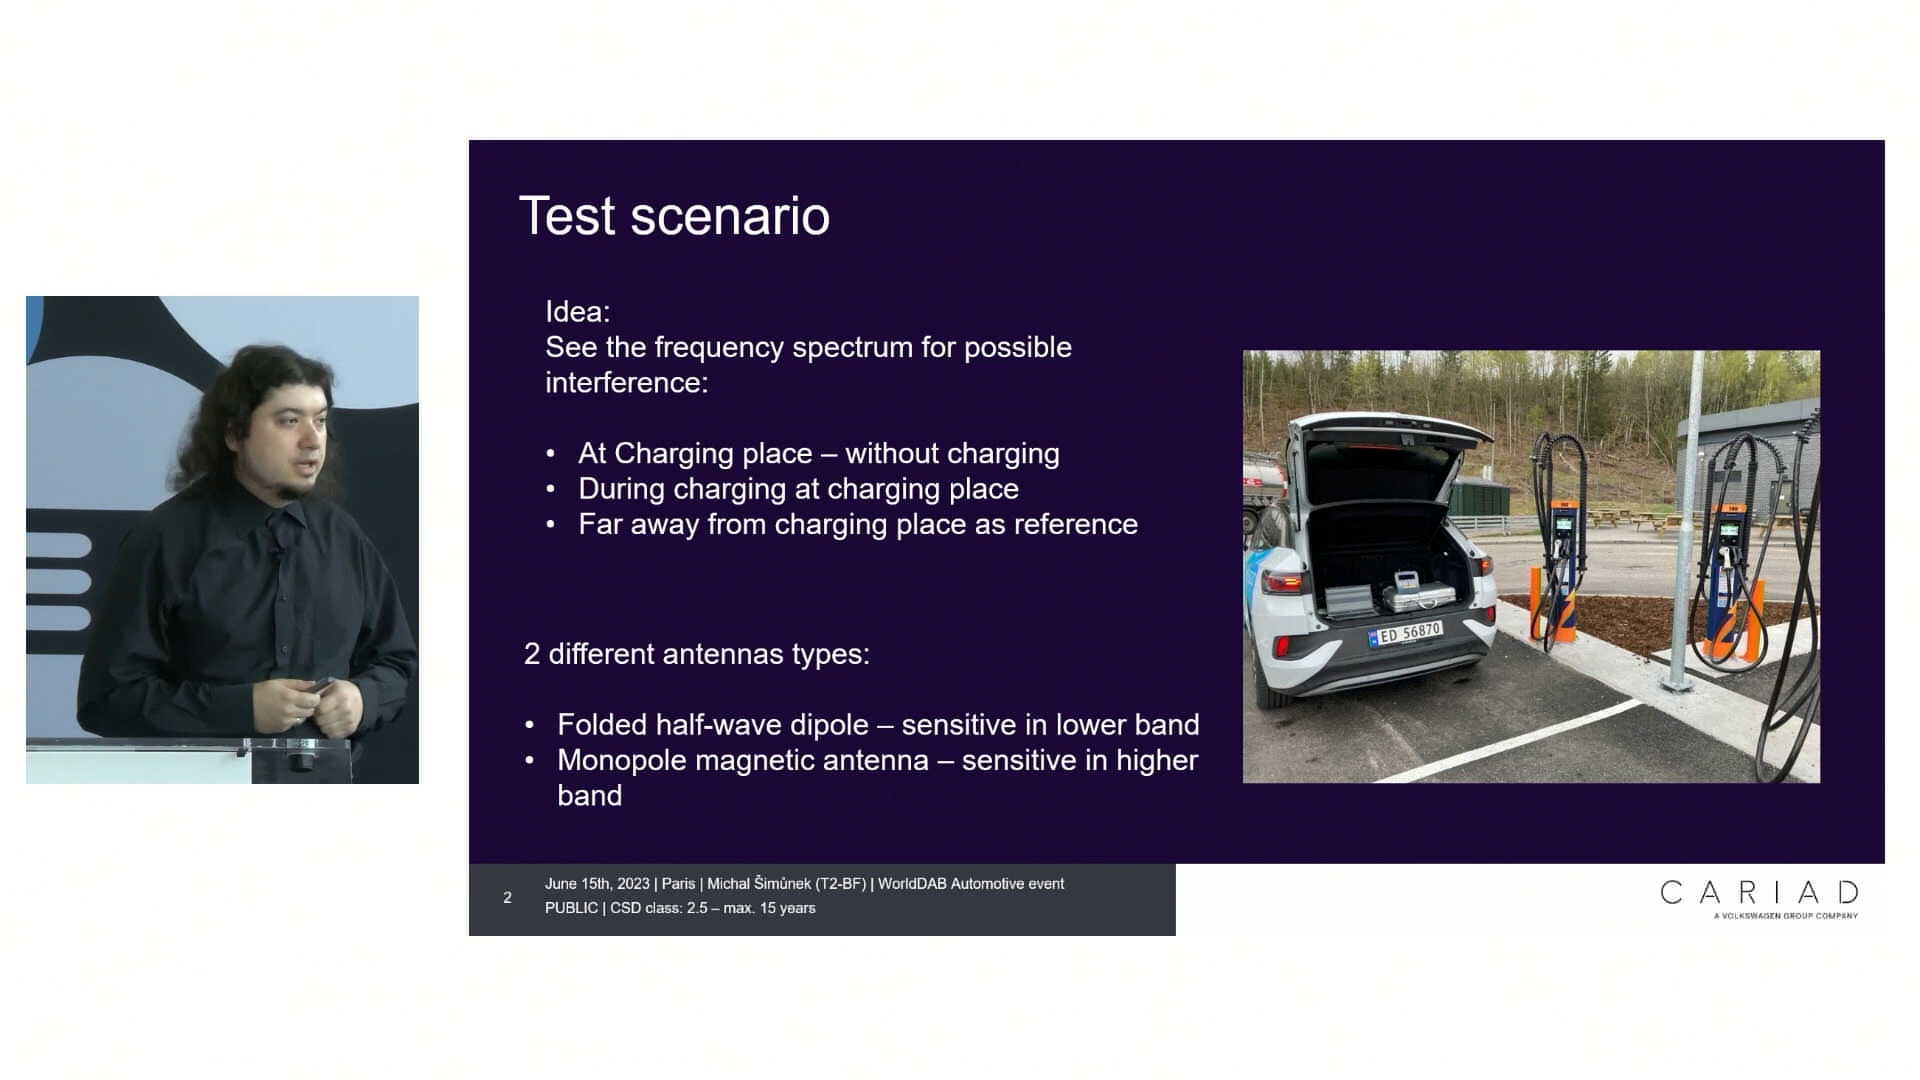 Test scenario
Idea:
See the frequency spectrum for possible
interference:
• At Charging place – without charging
• During charging at charging place
• Far away from charging place as reference
2 different antennas types:
• Folded half-wave dipole – sensitive in lower band
• Monopole magnetic antenna – sensitive in higher
band
ED 56870
2
June 15th, 2023 | Paris | Michal Šimůnek (T2-BF) | WorldDAB Automotive event
PUBLIC | CSD class: 2.5 – max. 15 years
CARIAD
A VOLKSWAGEN GROUP COMPANY